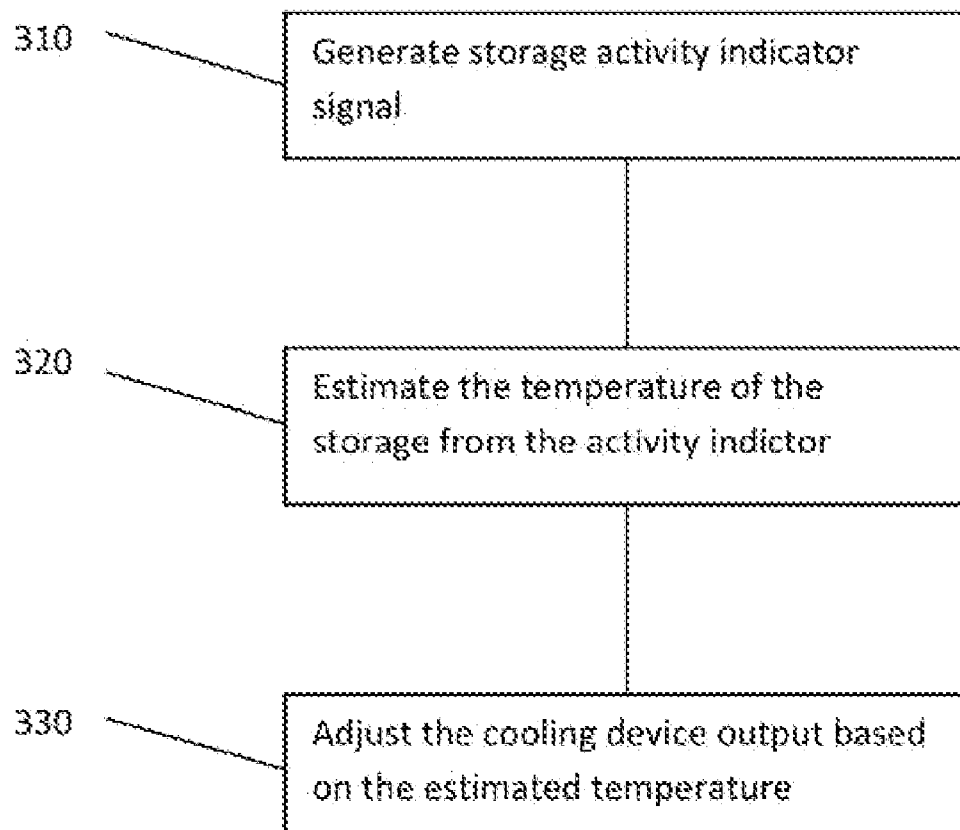 310
Generate storage activity indicator
signal
320
Estimate the temperature of the
storage from the activity indictor
330
Adjust the cooling device output based
on the estimated temperature